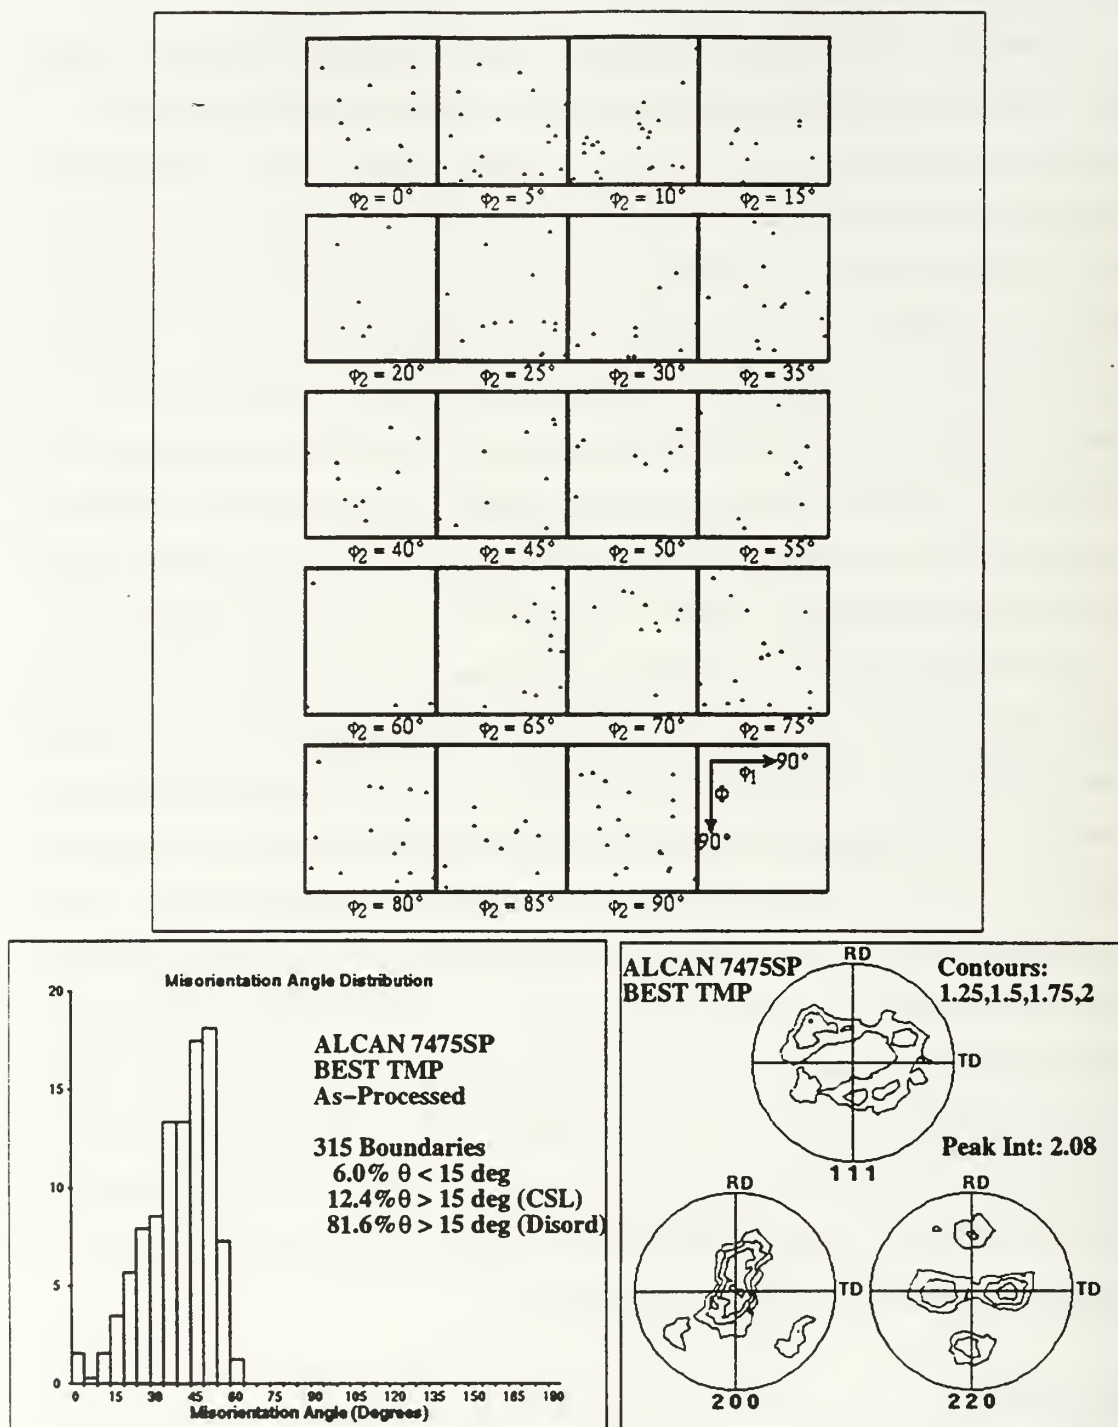 φ2 = 0° φ2 = 5° φ2 = 10° φ2 = 15°
φ2 = 20° φ2 = 25° φ2 = 30° φ2 = 35°
φ2 = 40° φ2 = 45° φ2 = 50° φ2 = 55°
φ2 = 60° φ2 = 65° φ2 = 70° φ2 = 75°
90°
φ1
Φ
90°
φ2 = 80° φ2 = 85° φ2 = 90°
Misorientation Angle Distribution
20
15
10
5
0
0 15 30 45 60 75 90 105 120 135 150 165 180
Misorientation Angle (Degrees)
ALCAN 7475SP
BEST TMP
As-Processed
315 Boundaries
6.0% θ < 15 deg
12.4% θ > 15 deg (CSL)
81.6% θ > 15 deg (Disord)
ALCAN 7475SP
BEST TMP
RD
Contours:
1.25,1.5,1.75,2
TD
111
Peak Int: 2.08
RD
TD
200
RD
TD
220